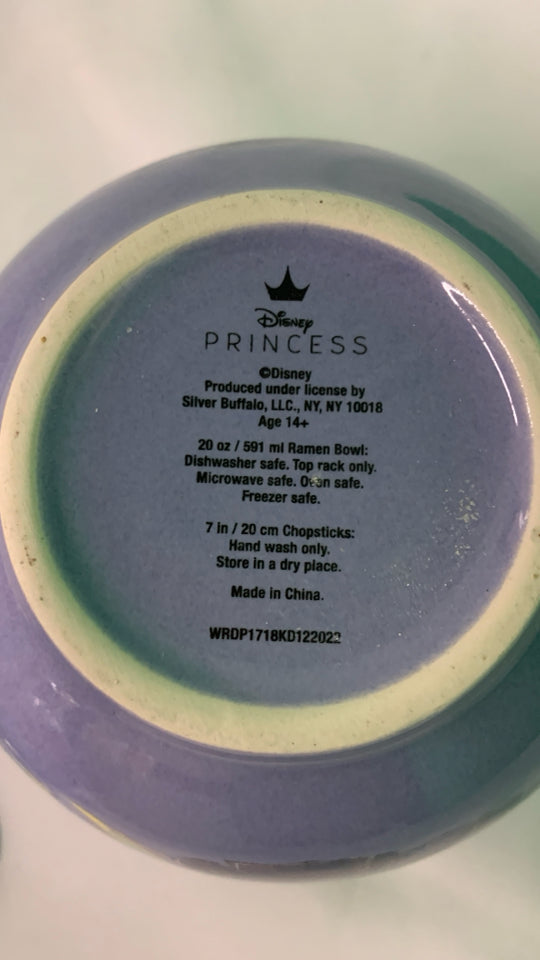 Disney
PRINCESS
©Disney
Produced under license by
Silver Buffalo, LLC., NY, NY 10018
Age 14+
20 oz / 591 ml Ramen Bowl:
Dishwasher safe. Top rack only.
Microwave safe. Oven safe.
Freezer safe.
7 in / 20 cm Chopsticks:
Hand wash only.
Store in a dry place.
Made in China.
WRDP1718KD122022